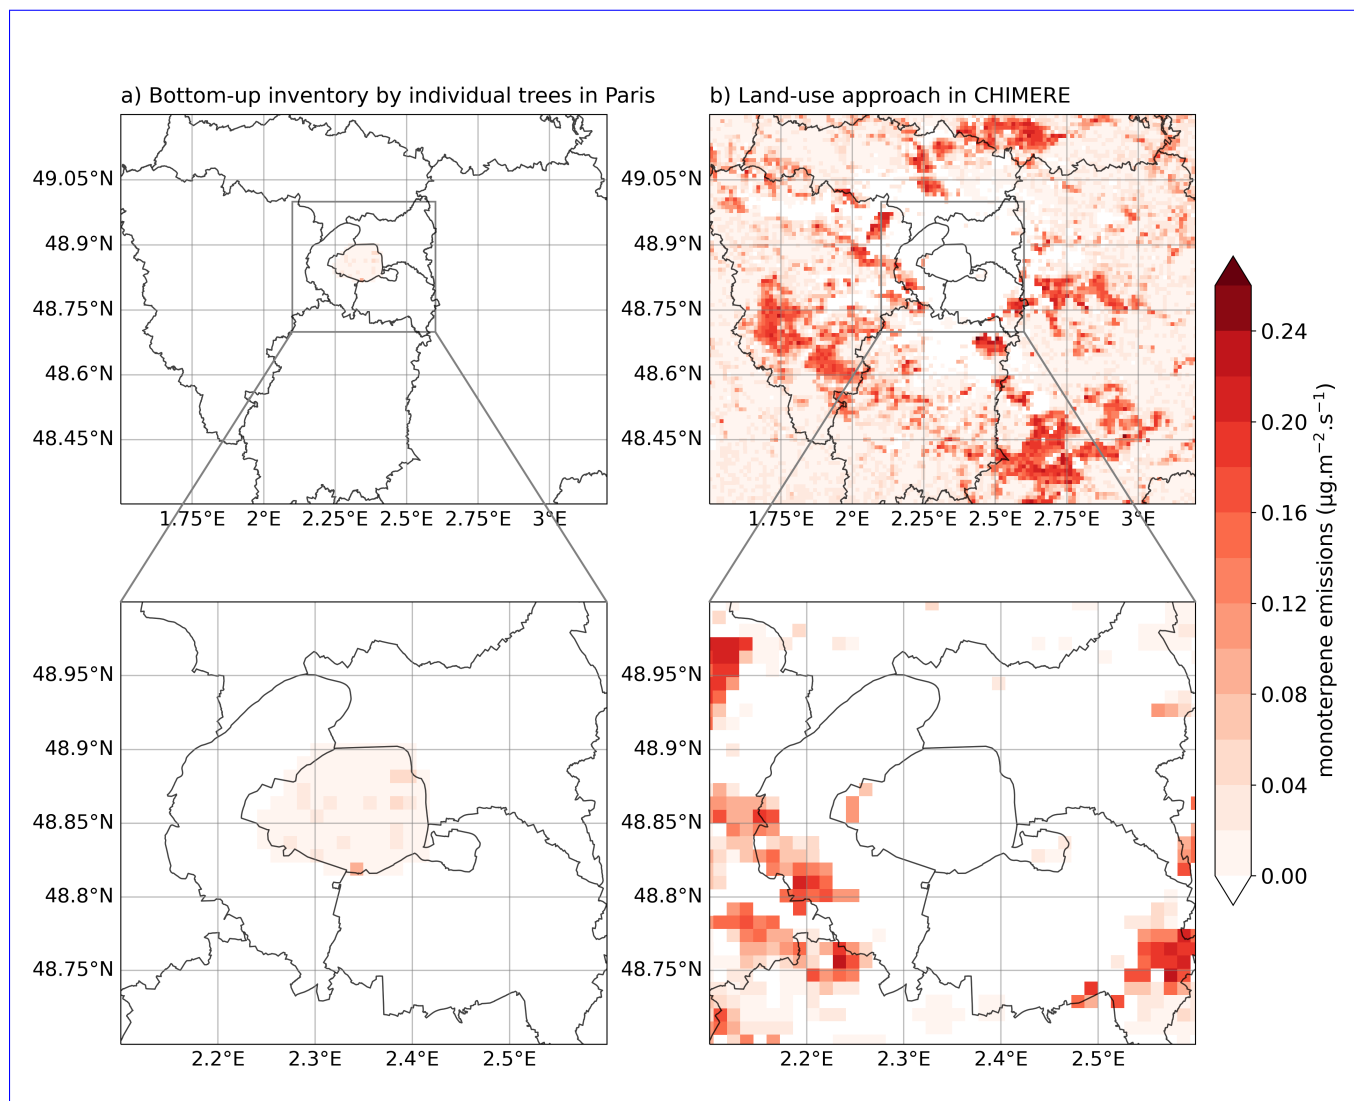 a) Bottom-up inventory by individual trees in Paris
b) Land-use approach in CHIMERE
49.05°N
48.9°N
48.75°N
48.6°N
48.45°N
1.75°E 2°E 2.25°E 2.5°E 2.75°E 3°E
49.05°N
48.9°N
48.75°N
48.6°N
48.45°N
1.75°E 2°E 2.25°E 2.5°E 2.75°E 3°E
48.95°N
48.9°N
48.85°N
48.8°N
48.75°N
2.2°E 2.3°E 2.4°E 2.5°E
48.95°N
48.9°N
48.85°N
48.8°N
48.75°N
2.2°E 2.3°E 2.4°E 2.5°E
0.24
0.20
0.16
0.12
0.08
0.04
0.00
monoterpene emissions (μg.m⁻².s⁻¹)